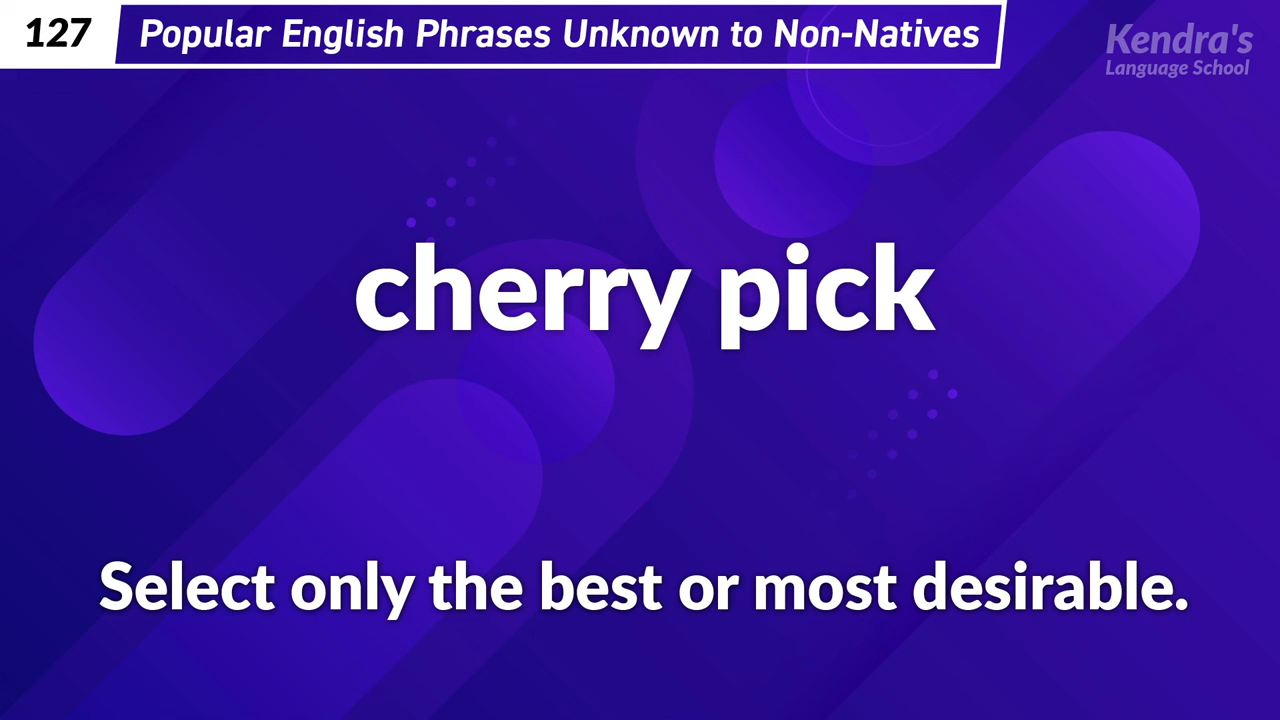 127 Popular English Phrases Unknown to Non-Natives
Kendra's
Language School
cherry pick
Select only the best or most desirable.